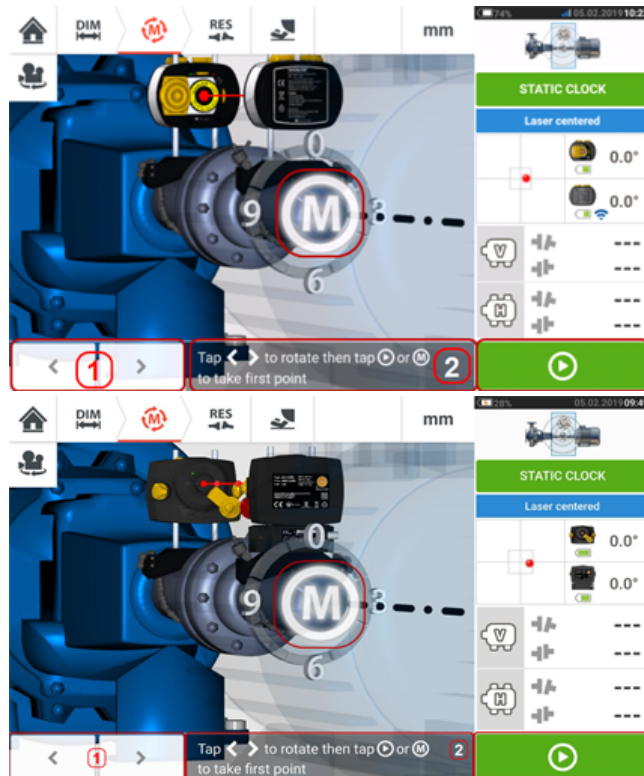 DIM
RES
mm
74%
05.02.2019 10:2
STATIC CLOCK
Laser centered
0.0°
0.0°
0
9
M
3
6
V
---
---
H
---
---
1
Tap < > to rotate then tap or M
to take first point
2
DIM
RES
mm
28%
05.02.2019 09:4
STATIC CLOCK
Laser centered
0.0°
0.0°
0
9
M
3
6
V
---
---
H
---
---
1
Tap < > to rotate then tap or M
to take first point
2